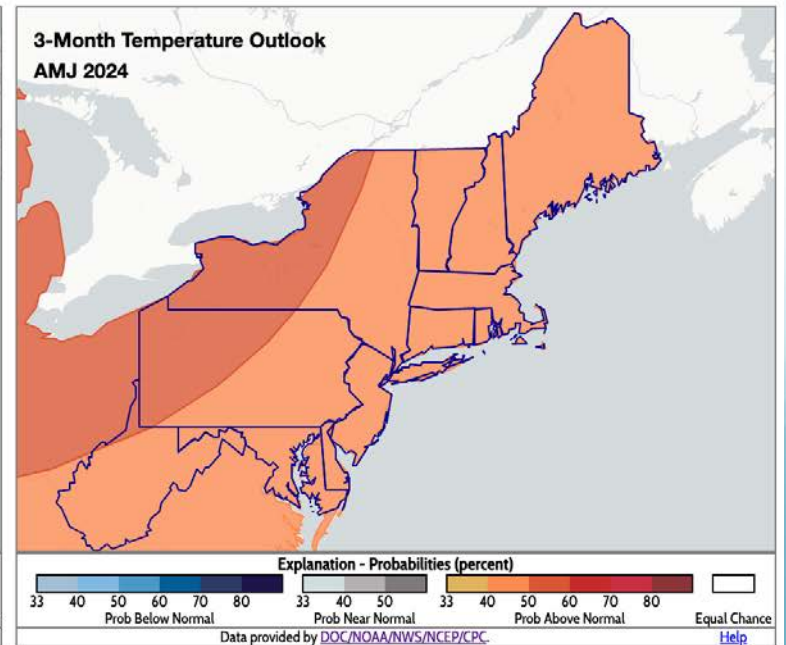 3-Month Temperature Outlook
AMJ 2024
Explanation - Probabilities (percent)
33 40 50 60 70 80 33 40 50 33 40 50 60 70 80
Prob Below Normal Prob Near Normal Prob Above Normal Equal Chance
Data provided by DOC/NOAA/NWS/NCEP/CPC. Help